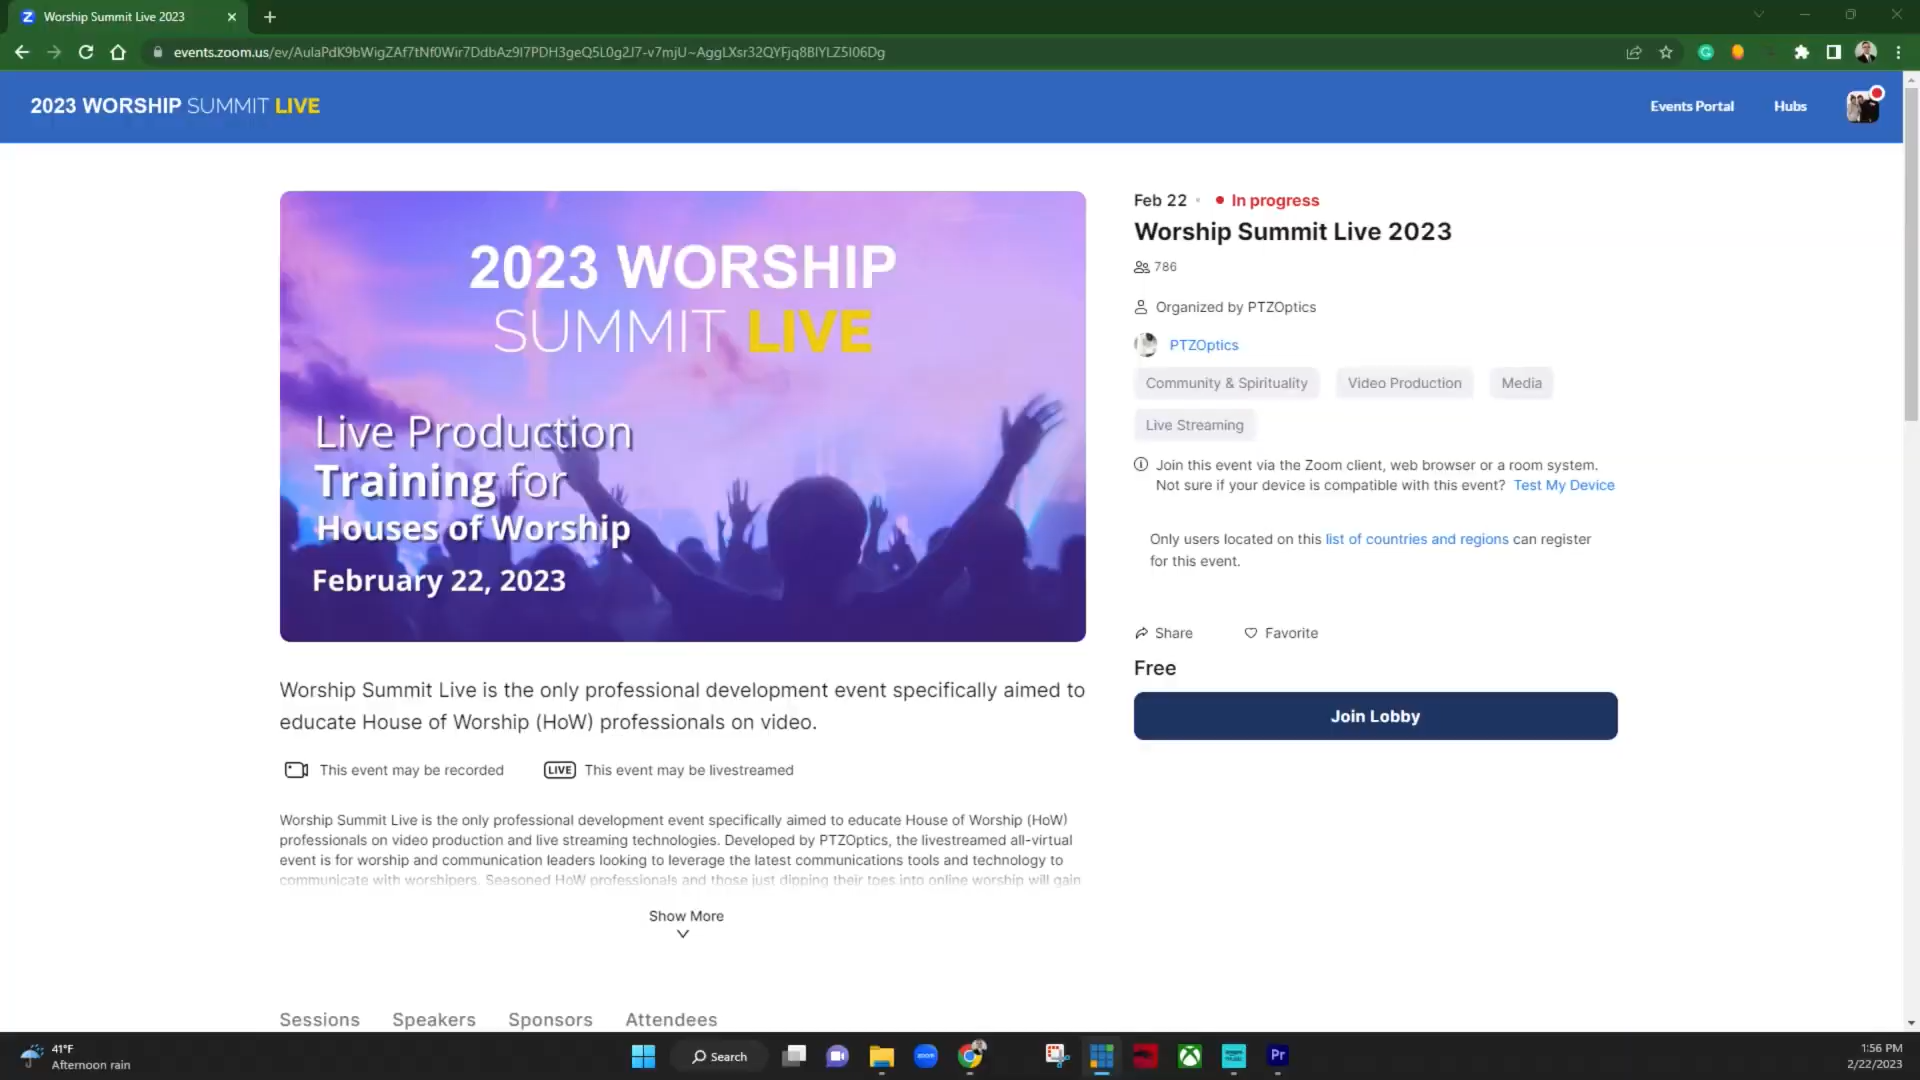 Worship Summit Live 2023
events.zoom.us/ev/AulaPdK9bWigZAf7tNf0Wir7DdbAz9I7PDH3geQ5L0g2J7-v7mjU~AggLXsr32QYFjq8BlYLZ5I06Dg
2023 WORSHIP SUMMIT LIVE
Events Portal
Hubs
2023 WORSHIP
SUMMIT LIVE
Live Production
Training for
Houses of Worship
February 22, 2023
Feb 22 • In progress
Worship Summit Live 2023
786
Organized by PTZOptics
PTZOptics
Community & Spirituality Video Production Media
Live Streaming
Join this event via the Zoom client, web browser or a room system.
Not sure if your device is compatible with this event? Test My Device
Only users located on this list of countries and regions can register
for this event.
Share Favorite
Free
Join Lobby
Worship Summit Live is the only professional development event specifically aimed to
educate House of Worship (HoW) professionals on video.
This event may be recorded LIVE This event may be livestreamed
Worship Summit Live is the only professional development event specifically aimed to educate House of Worship (HoW)
professionals on video production and live streaming technologies. Developed by PTZOptics, the livestreamed all-virtual
event is for worship and communication leaders looking to leverage the latest communications tools and technology to
communicate with worshipers. Seasoned HoW professionals and those just dipping their toes into online worship will gain
Show More
Sessions Speakers Sponsors Attendees
41°F
Afternoon rain
Search
zoom
Pr
1:56 PM
2/22/2023